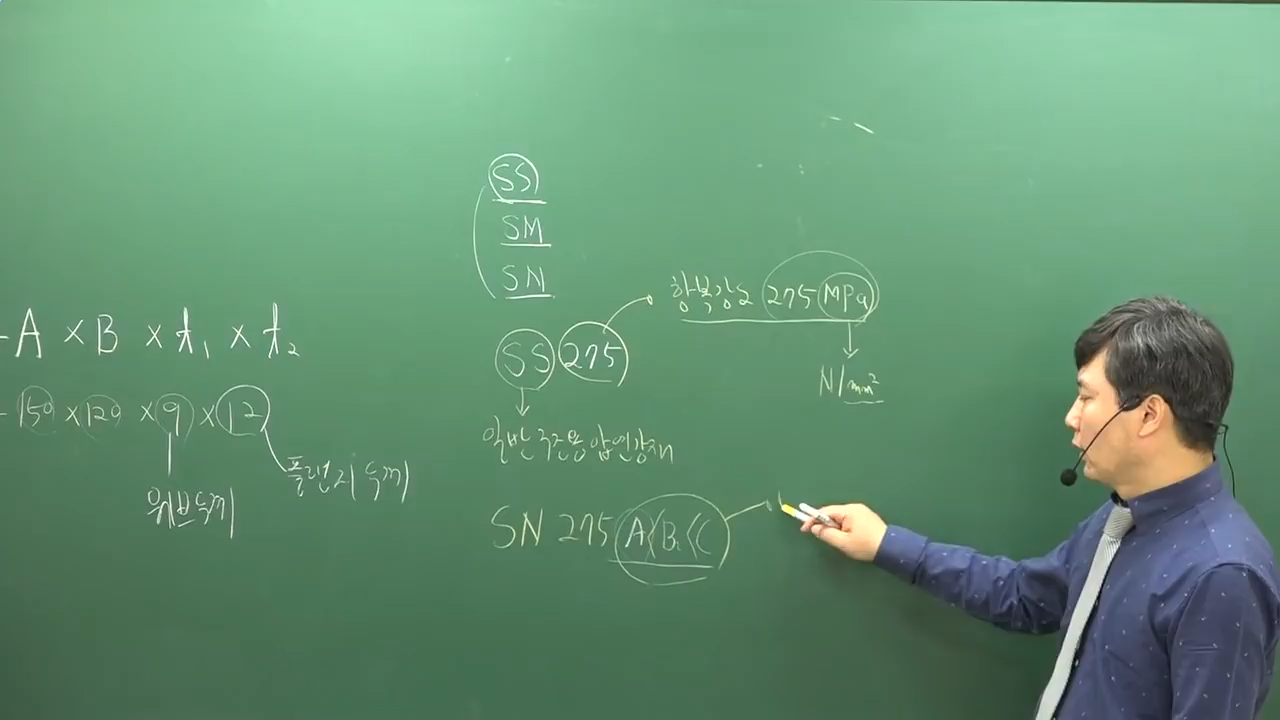 SS
SM
SN
항복강도 275 MPa
N/mm²
SS 275
일반구조용 압연강재
SN 275 A〈B〈C
-A × B × t₁ × t₂
-150 × 120 × 9 × 12
웨브두께
플랜지두께